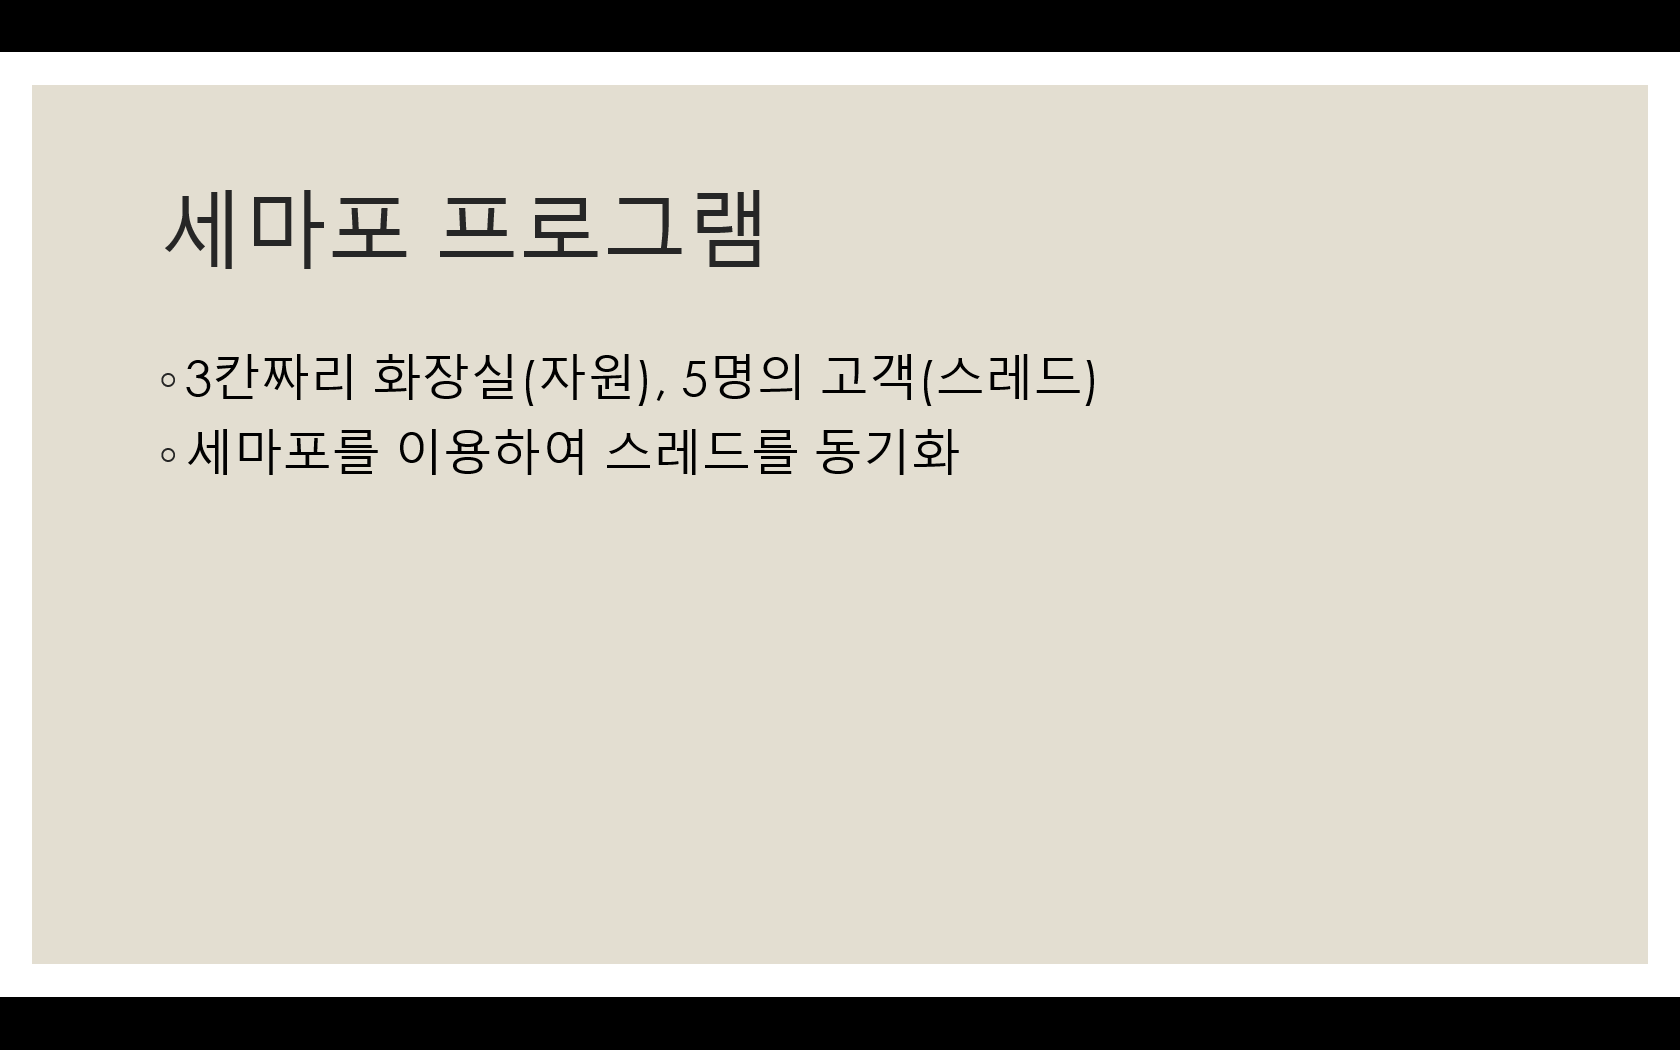 세마포 프로그램
◦3칸짜리 화장실(자원), 5명의 고객(스레드)
◦세마포를 이용하여 스레드를 동기화